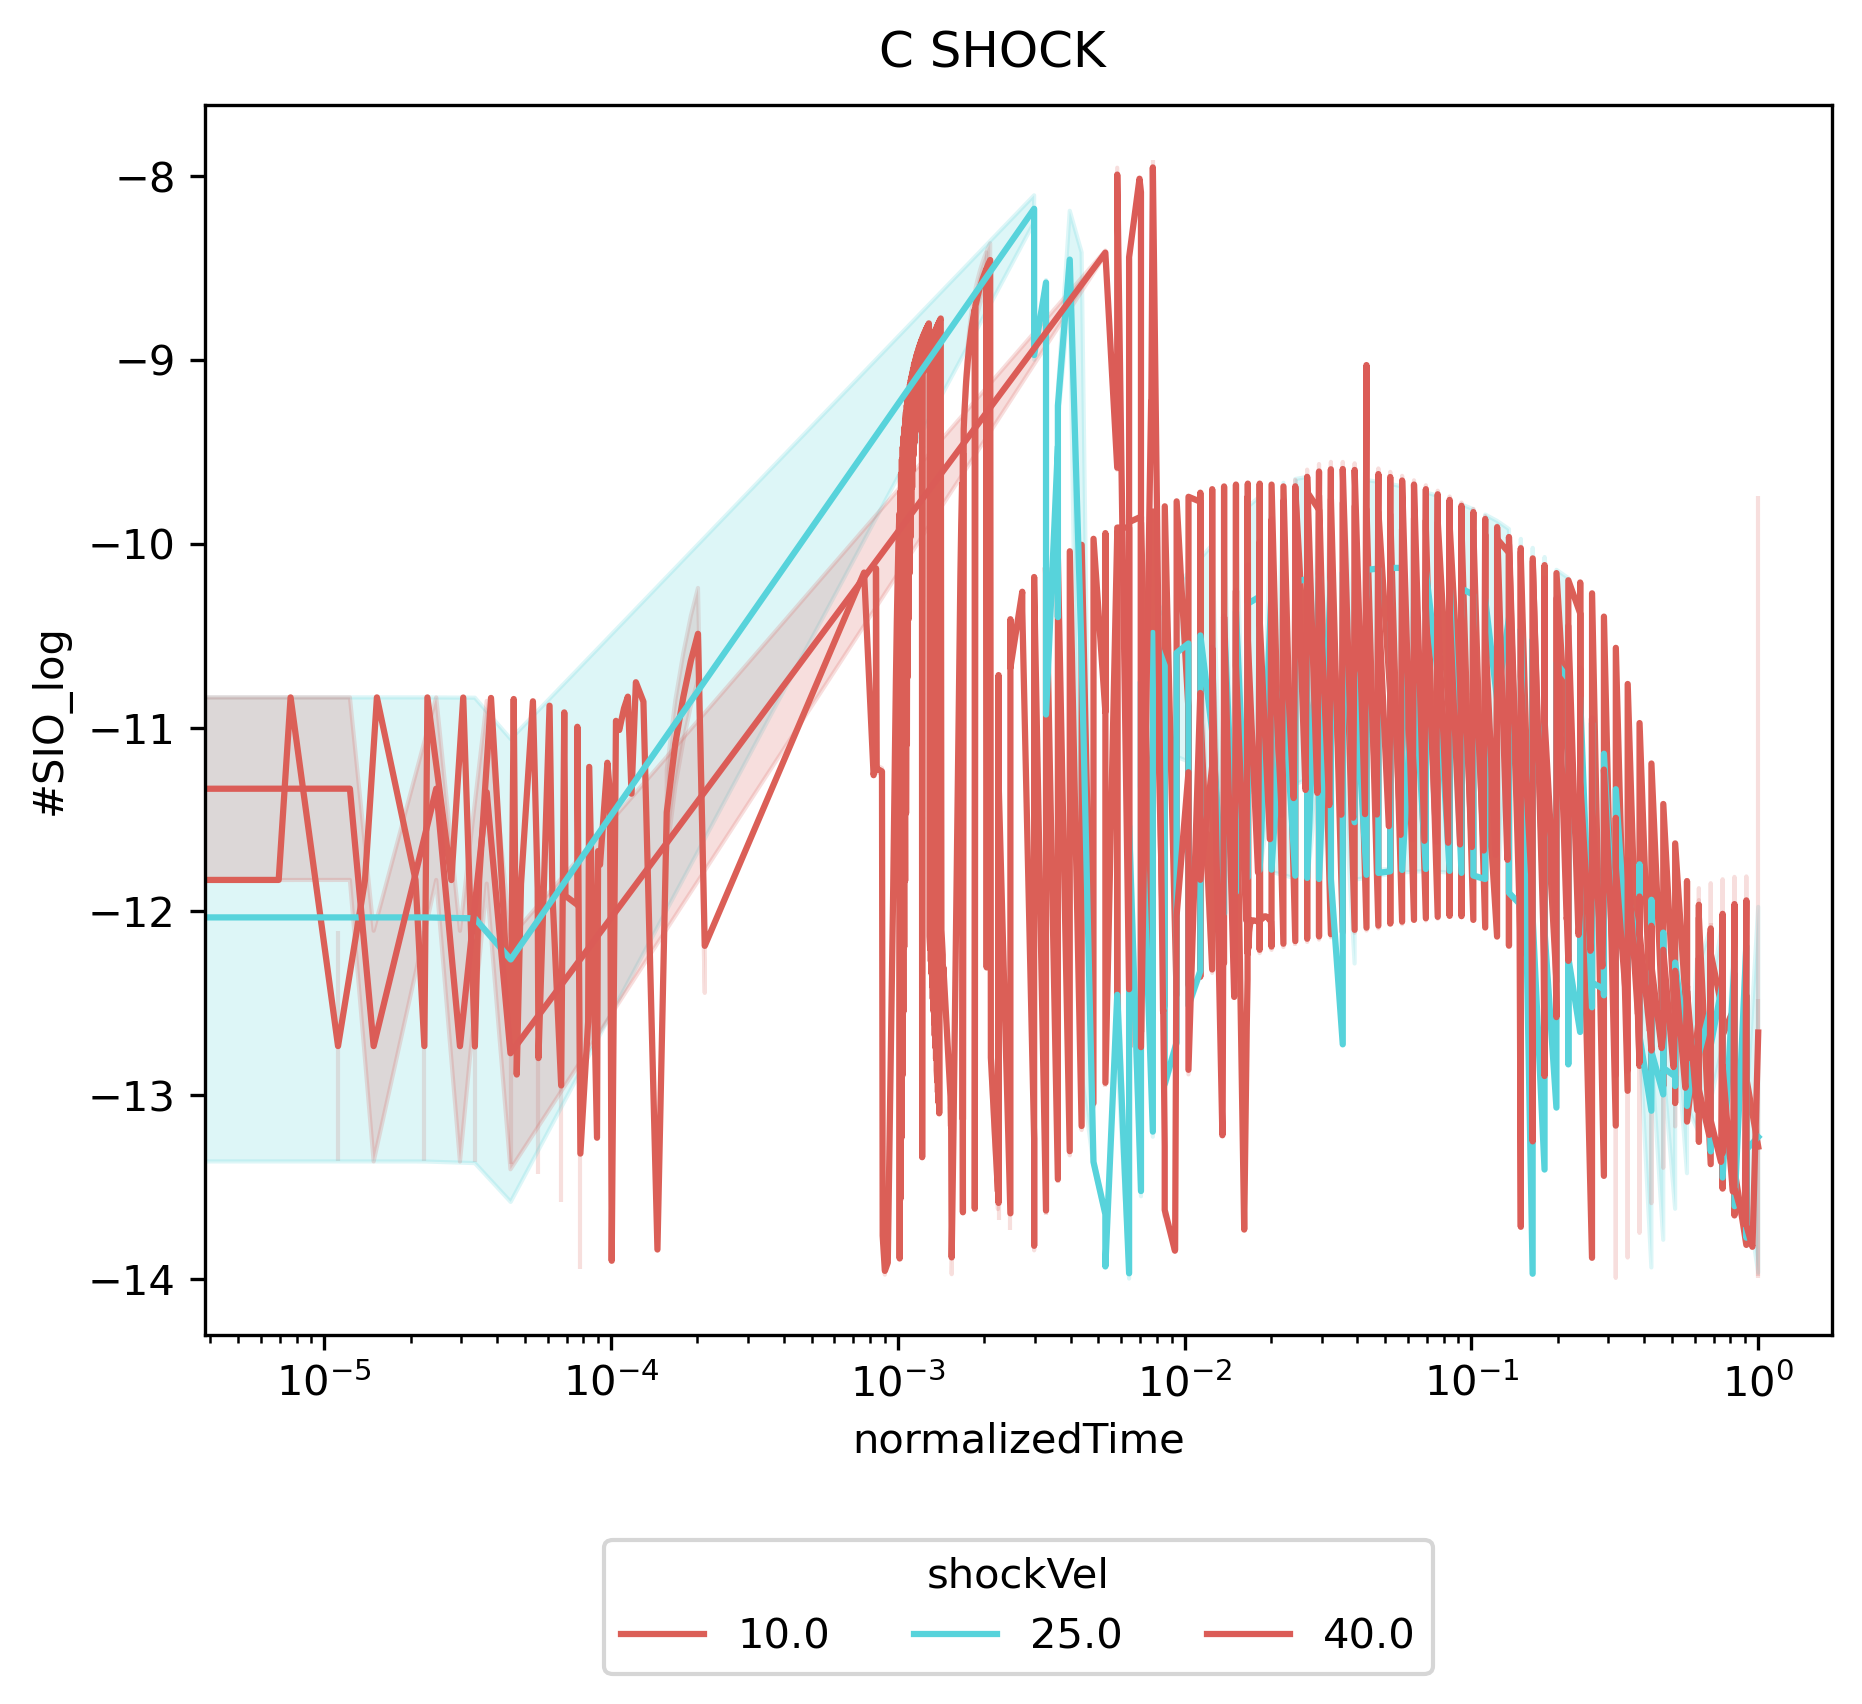 C SHOCK
−8
−9
−10
−11
−12
−13
−14
#SIO_log
10⁻⁵ 10⁻⁴ 10⁻³ 10⁻² 10⁻¹ 10⁰
normalizedTime
shockVel
10.0 25.0 40.0